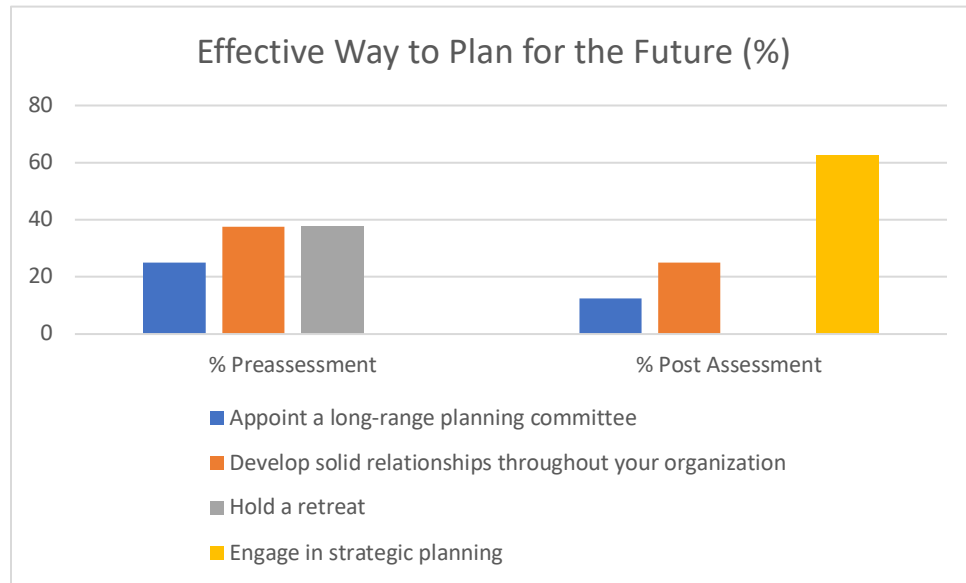 Effective Way to Plan for the Future (%)
80
60
40
20
0
% Preassessment
% Post Assessment
Appoint a long-range planning committee
Develop solid relationships throughout your organization
Hold a retreat
Engage in strategic planning